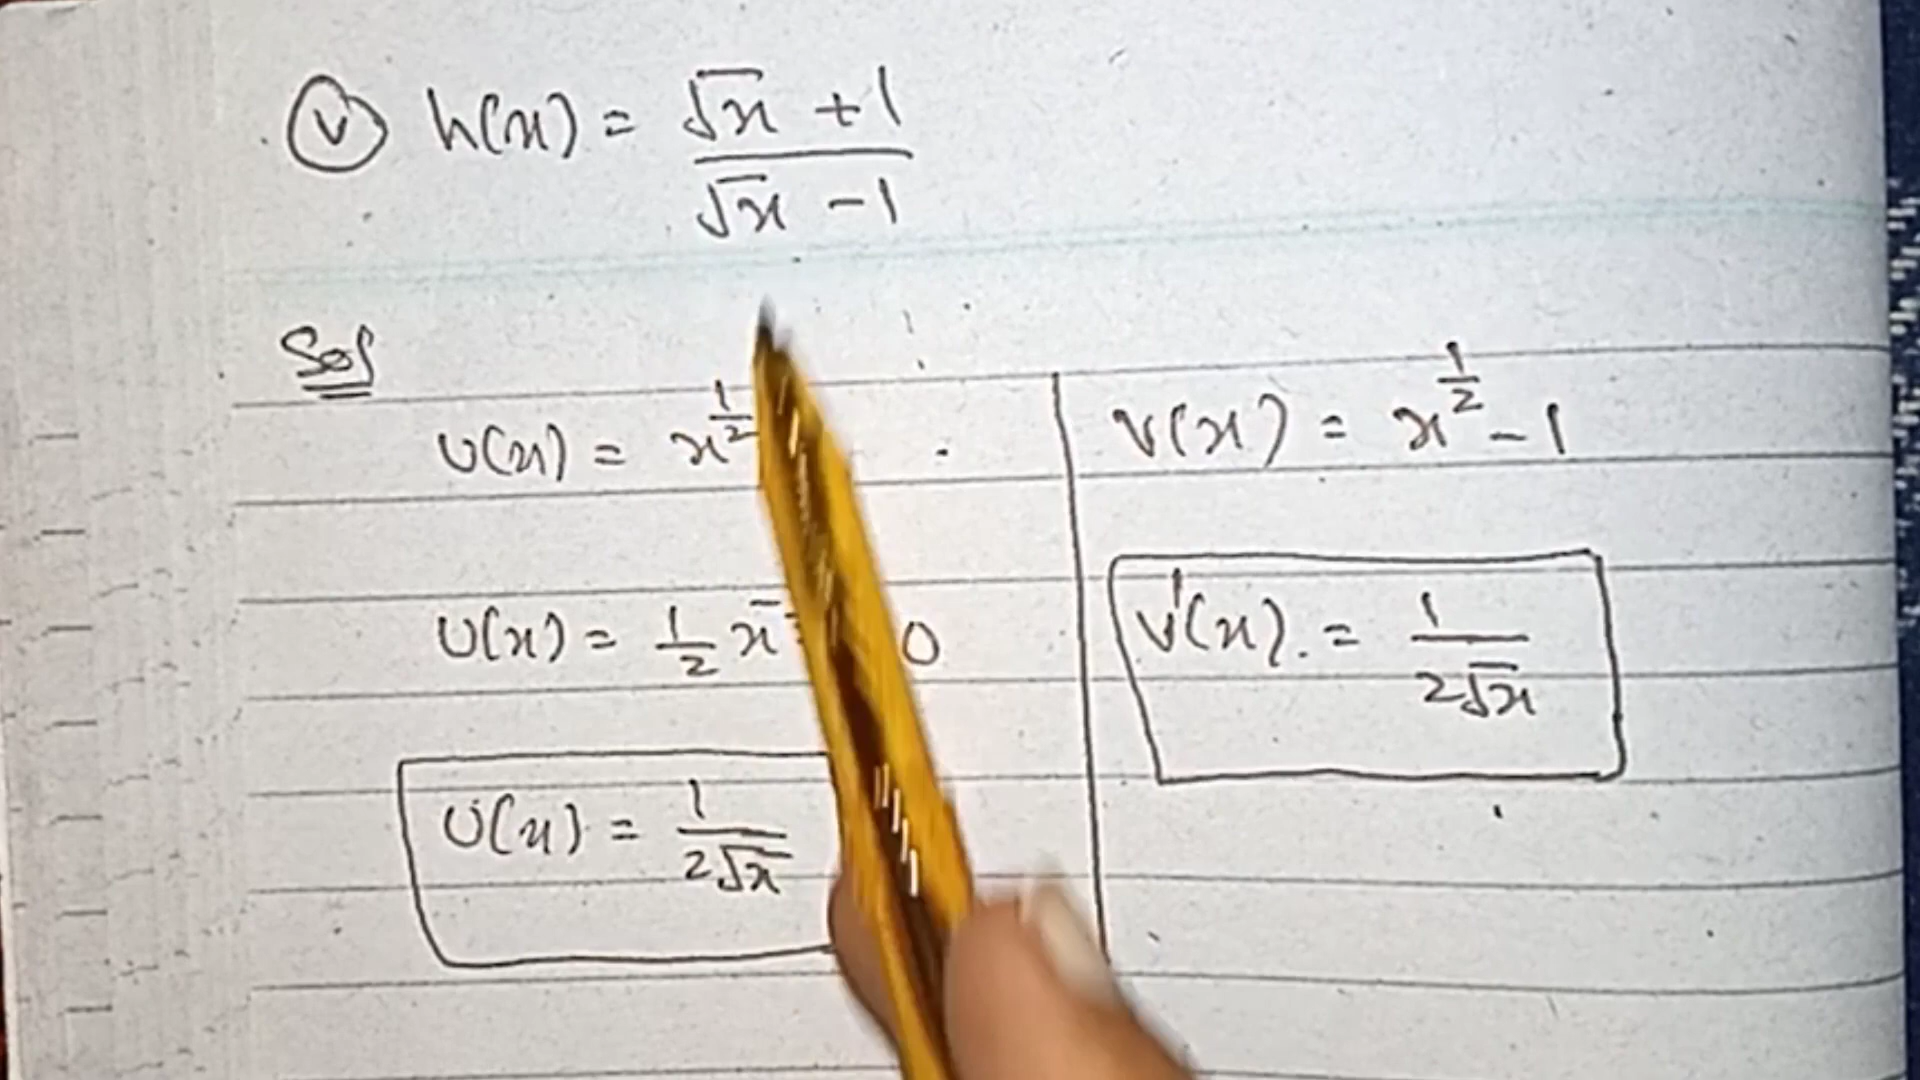 (v) h(x) = √x + 1 / √x - 1
Sol
U(x) = x^1/2
U(x) = 1/2 x^- 0
U(x) = 1 / 2√x
V(x) = x^1/2 - 1
V'(x) = 1 / 2√x